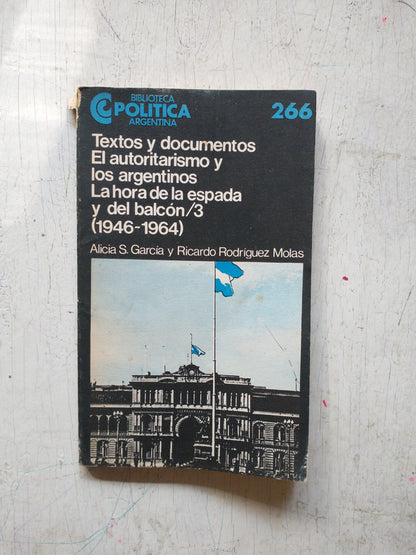 BIBLIOTECA
POLITICA
ARGENTINA
266
Textos y documentos
El autoritarismo y
los argentinos
La hora de la espada
y del balcón/3
(1946-1964)
Alicia S. García y Ricardo Rodríguez Molas